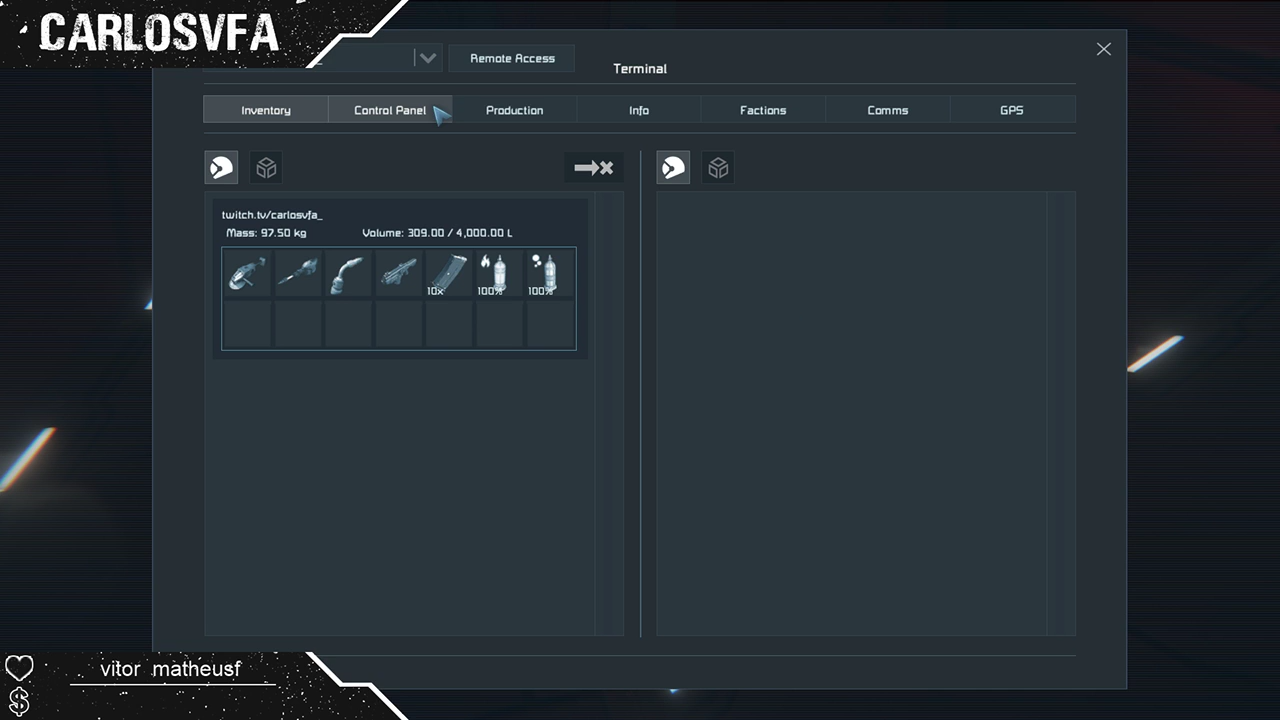 CARLOSVFA
Remote Access
Terminal
Inventory
Control Panel
Production
Info
Factions
Comms
GPS
twitch.tv/carlosvfa_
Mass: 97.50 kg
Volume: 309.00 / 4,000.00 L
10x
100%
100%
vitor matheusf